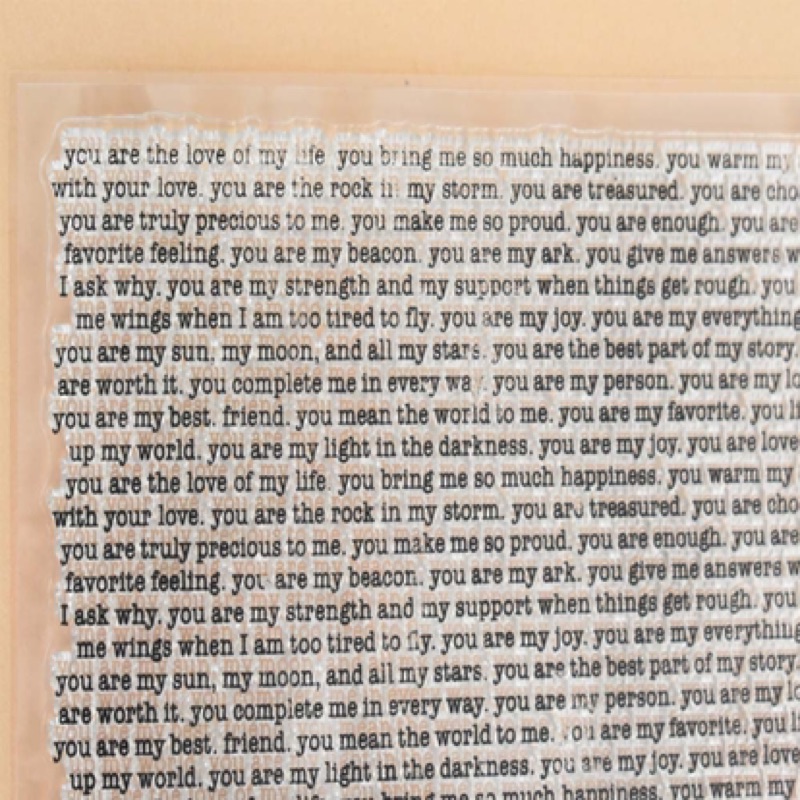 you are the love of my life you bring me so much happiness. you warm my
with your love. you are the rock in my storm. you are treasured. you are cho
you are truly precious to me. you make me so proud. you are enough. you are
favorite feeling. you are my beacon. you are my ark. you give me answers w
I ask why. you are my strength and my support when things get rough. you
me wings when I am too tired to fly. you are my joy. you are my everything
you are my sun, my moon, and all my stars. you are the best part of my story.
are worth it. you complete me in every way. you are my person. you are my lo
you are my best. friend. you mean the world to me. you are my favorite. you li
up my world. you are my light in the darkness. you are my joy. you are love
you are the love of my life. you bring me so much happiness. you warm my
with your love. you are the rock in my storm. you are treasured. you are cho
you are truly precious to me. you make me so proud. you are enough. you are
favorite feeling. you are my beacon. you are my ark. you give me answers w
I ask why. you are my strength and my support when things get rough. you
me wings when I am too tired to fly. you are my joy. you are my everything
you are my sun, my moon, and all my stars. you are the best part of my story.
are worth it. you complete me in every way. you are my person. you are my lo
you are my best. friend. you mean the world to me. you are my favorite. you li
up my world. you are my light in the darkness. you are my joy. you are love
life. you bring me so much happiness. you warm my